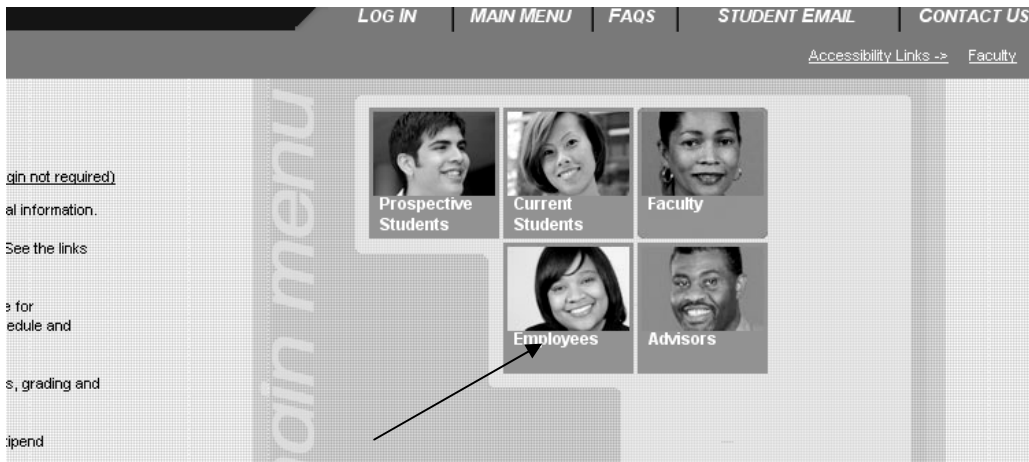 LOG IN MAIN MENU FAQS STUDENT EMAIL CONTACT US
Accessibility Links -> Faculty
gin not required)
al information.
See the links
e for
edule and
s, grading and
tipend
main menu
Prospective
Students
Current
Students
Faculty
Employees
Advisors